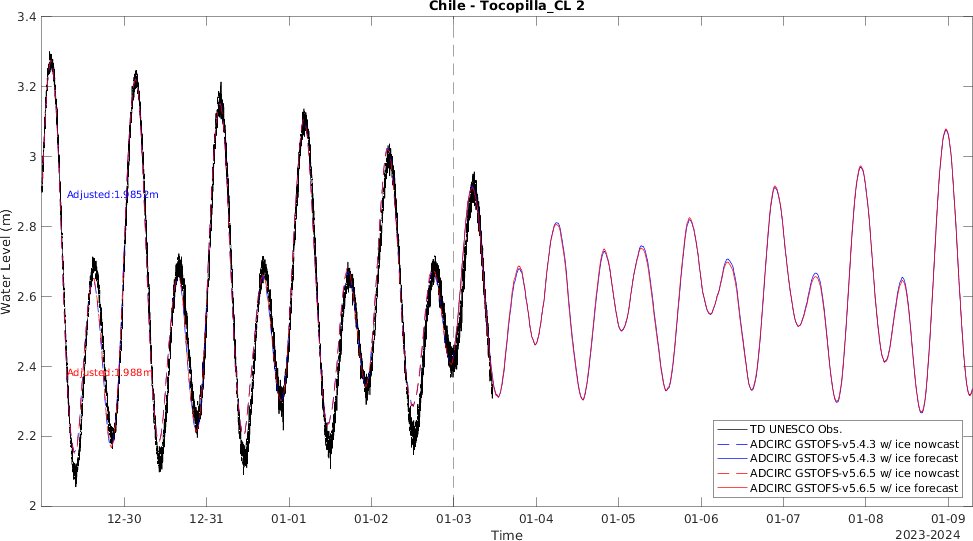 Chile - Tocopilla_CL 2
3.4
3.2
3
2.8
2.6
2.4
2.2
2
Water Level (m)
Adjusted:1.9852m
Adjusted:1.988m
TD UNESCO Obs.
ADCIRC GSTOFS-v5.4.3 w/ ice nowcast
ADCIRC GSTOFS-v5.4.3 w/ ice forecast
ADCIRC GSTOFS-v5.6.5 w/ ice nowcast
ADCIRC GSTOFS-v5.6.5 w/ ice forecast
12-30 12-31 01-01 01-02 01-03 01-04 01-05 01-06 01-07 01-08 01-09
Time
2023-2024